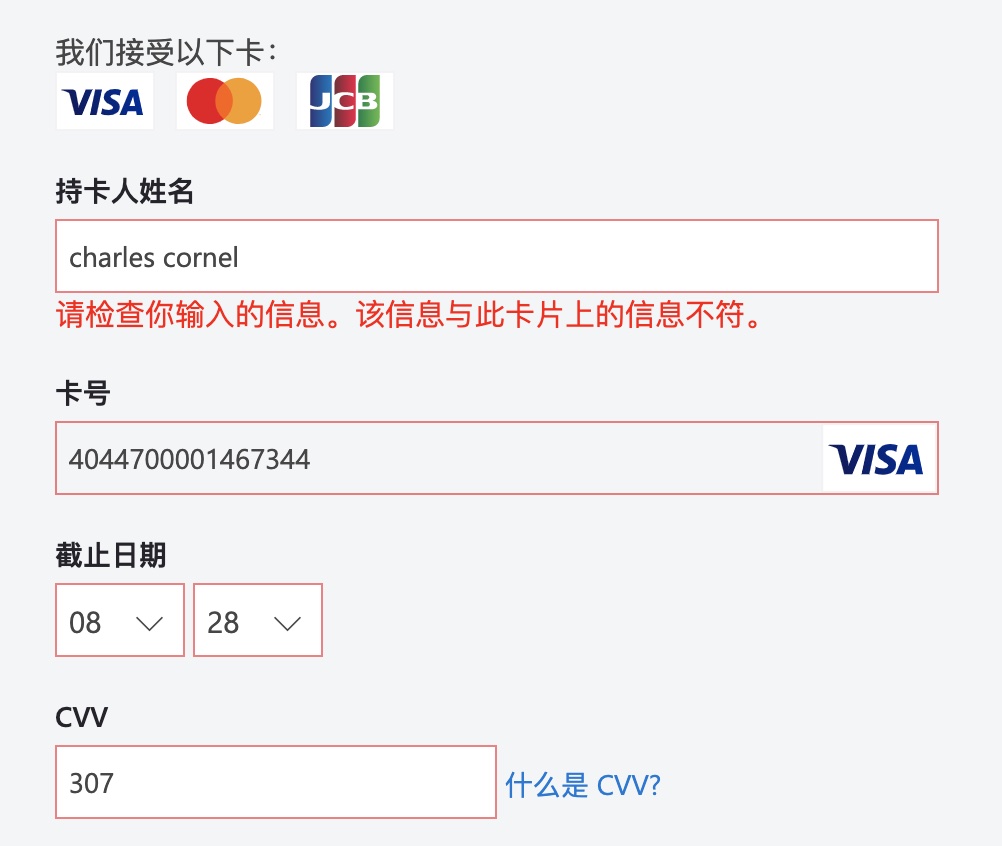 我们接受以下卡：
VISA JCB
持卡人姓名
charles cornel
请检查你输入的信息。该信息与此卡片上的信息不符。
卡号
4044700001467344 VISA
截止日期
08 28
CVV
307 什么是 CVV?